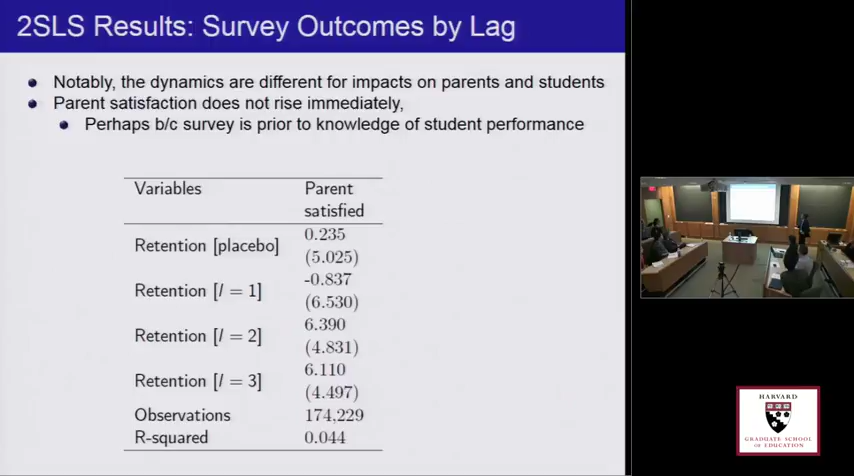 2SLS Results: Survey Outcomes by Lag
Notably, the dynamics are different for impacts on parents and students
Parent satisfaction does not rise immediately,
Perhaps b/c survey is prior to knowledge of student performance
Variables Parent
satisfied
Retention [placebo] 0.235
(5.025)
Retention [l = 1] -0.837
(6.530)
Retention [l = 2] 6.390
(4.831)
Retention [l = 3] 6.110
(4.497)
Observations 174,229
R-squared 0.044
HARVARD
GRADUATE SCHOOL
OF EDUCATION